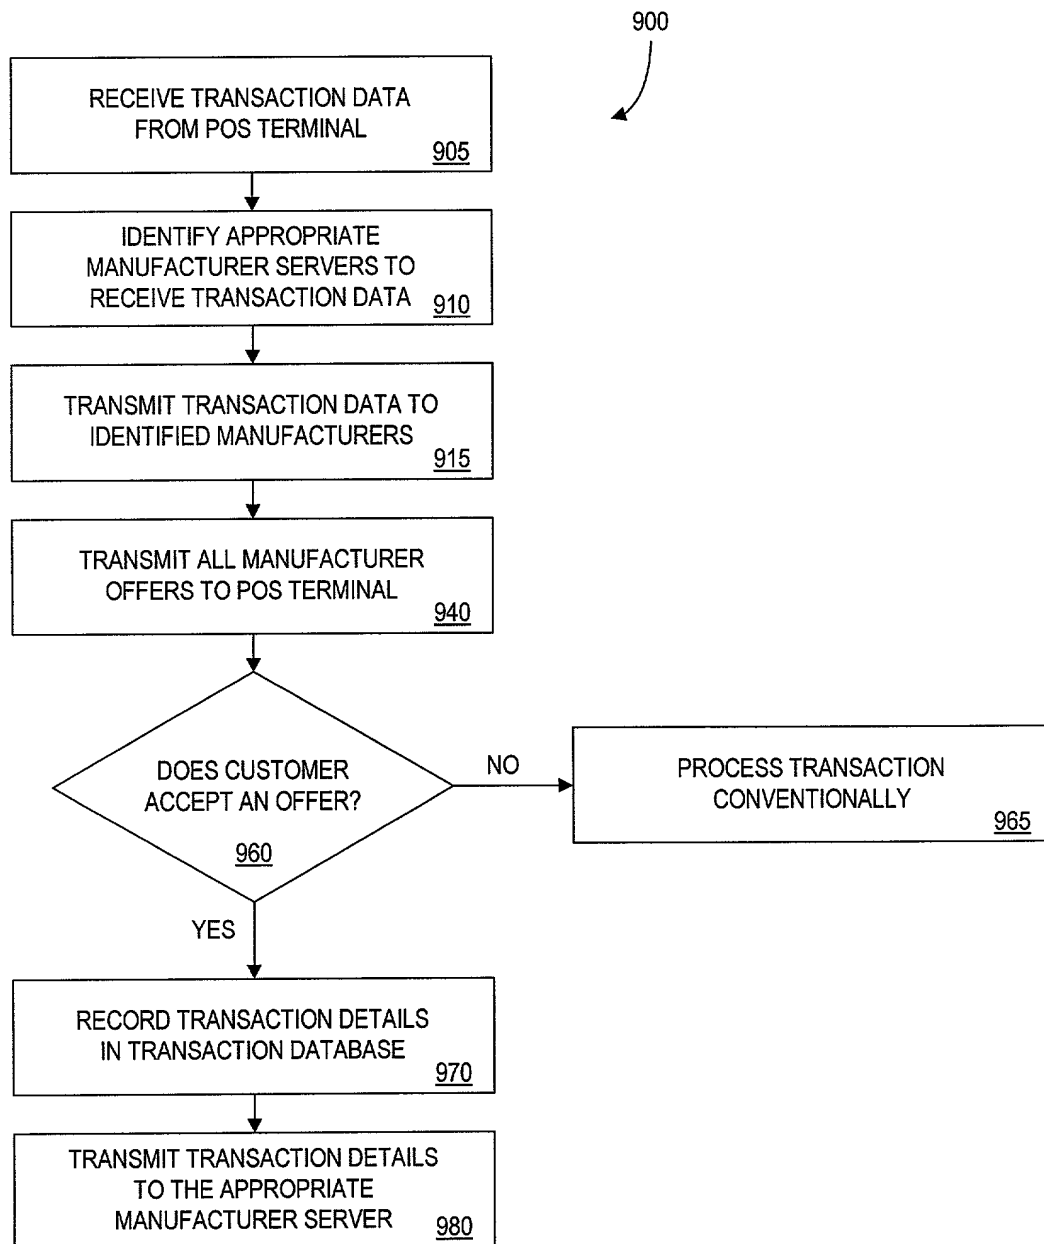 900
RECEIVE TRANSACTION DATA
FROM POS TERMINAL
905
IDENTIFY APPROPRIATE
MANUFACTURER SERVERS TO
RECEIVE TRANSACTION DATA
910
TRANSMIT TRANSACTION DATA TO
IDENTIFIED MANUFACTURERS
915
TRANSMIT ALL MANUFACTURER
OFFERS TO POS TERMINAL
940
DOES CUSTOMER
ACCEPT AN OFFER?
960
NO
PROCESS TRANSACTION
CONVENTIONALLY
965
YES
RECORD TRANSACTION DETAILS
IN TRANSACTION DATABASE
970
TRANSMIT TRANSACTION DETAILS
TO THE APPROPRIATE
MANUFACTURER SERVER
980